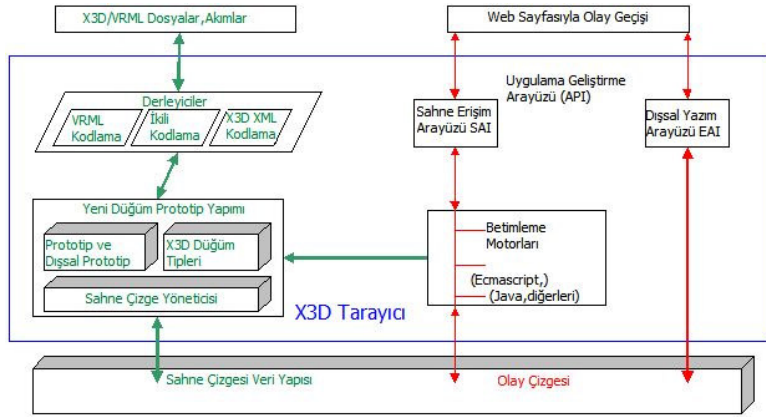 X3D/VRML Dosyalar,Akımlar
Web Sayfasıyla Olay Geçişi
Uygulama Geliştirme
Arayüzü (API)
Derleyiciler
VRML
Kodlama
İkili
Kodlama
X3D XML
Kodlama
Sahne Erişim
Arayüzü SAI
Dışsal Yazım
Arayüzü EAI
Yeni Düğüm Prototip Yapımı
Prototip ve
Dışsal Prototip
X3D Düğüm
Tipleri
Sahne Çizge Yöneticisi
Betimleme
Motorları
(Ecmascript,)
(Java,diğerleri)
X3D Tarayıcı
Sahne Çizgesi Veri Yapısı
Olay Çizgesi